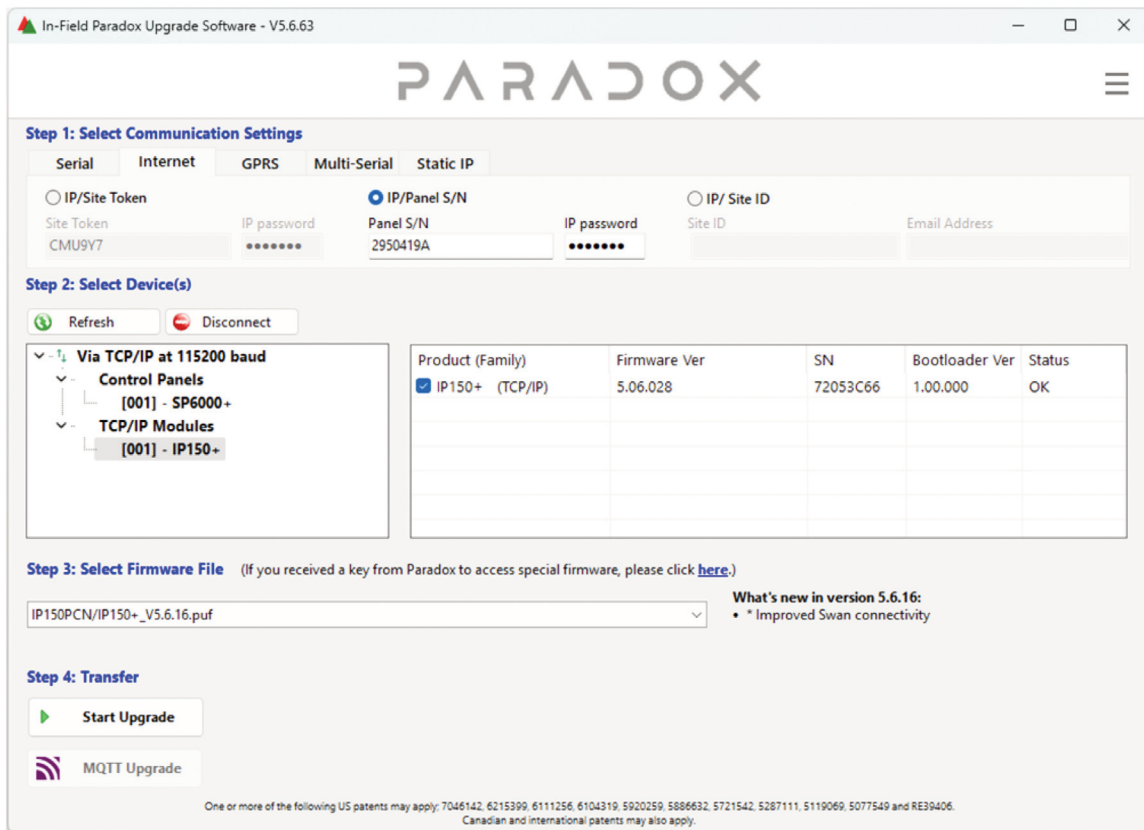 In-Field Paradox Upgrade Software - V5.6.63
PARADOX
Step 1: Select Communication Settings
Serial Internet GPRS Multi-Serial Static IP
IP/Site Token IP/Panel S/N IP/ Site ID
Site Token IP password Panel S/N IP password Site ID Email Address
CMU9Y7 ●●●●●●● 2950419A ●●●●●●●
Step 2: Select Device(s)
Refresh Disconnect
Via TCP/IP at 115200 baud
Control Panels
[001] - SP6000+
TCP/IP Modules
[001] - IP150+
Product (Family) Firmware Ver SN Bootloader Ver Status
IP150+ (TCP/IP) 5.06.028 72053C66 1.00.000 OK
Step 3: Select Firmware File (If you received a key from Paradox to access special firmware, please click here.)
IP150PCN/IP150+_V5.6.16.puf
What's new in version 5.6.16:
• * Improved Swan connectivity
Step 4: Transfer
Start Upgrade
MQTT Upgrade
One or more of the following US patents may apply: 7046142, 6215399, 6111256, 6104319, 5920259, 5886632, 5721542, 5287111, 5119069, 5077549 and RE39406.
Canadian and international patents may also apply.